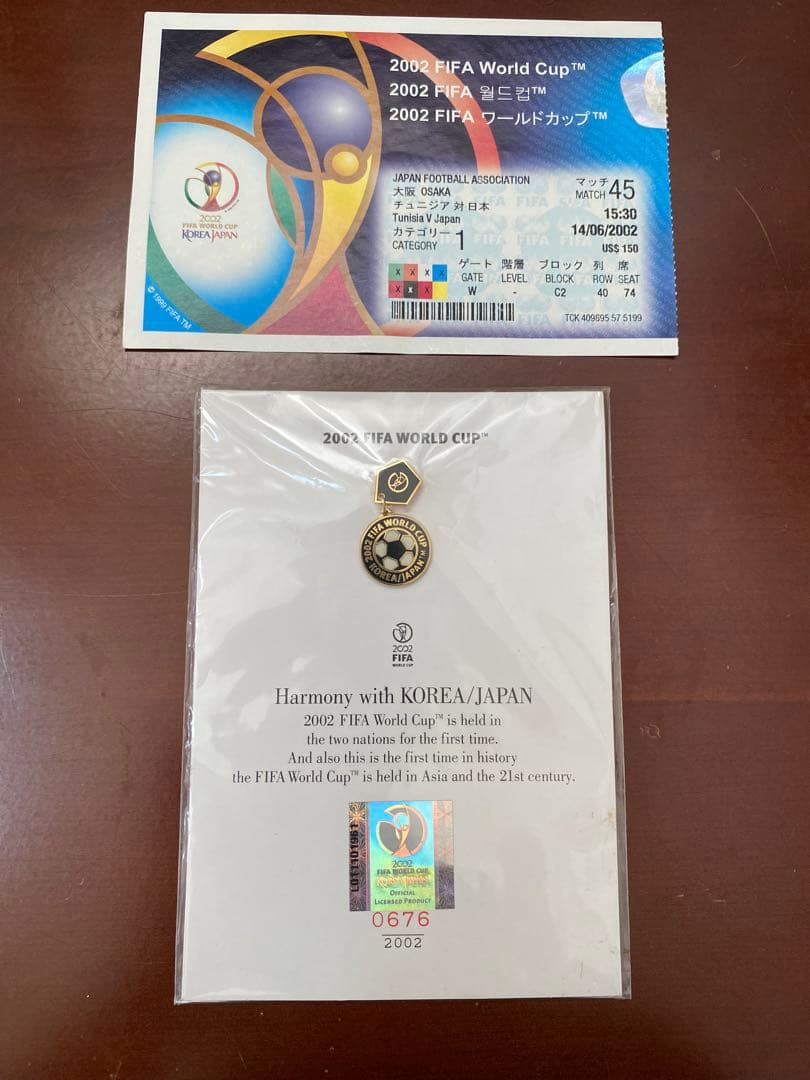 2002 FIFA World Cup™
2002 FIFA 월드컵™
2002 FIFA ワールドカップ™
2002
FIFA WORLD CUP
KOREA JAPAN
© 1999 FIFA TM
JAPAN FOOTBALL ASSOCIATION
大阪 OSAKA
チュニジア 対 日本
Tunisia V Japan
カテゴリー
CATEGORY 1
マッチ
MATCH 45
15:30
14/06/2002
US$ 150
X X X X
X X X X
ゲート 階層 ブロック 列 席
GATE LEVEL BLOCK ROW SEAT
W - C2 40 74
TCK 409895 57 5199
2002 FIFA WORLD CUP™
2002 FIFA WORLD CUP
KOREA/JAPAN™
2002
FIFA
WORLD CUP
Harmony with KOREA/JAPAN
2002 FIFA World Cup™ is held in
the two nations for the first time.
And also this is the first time in history
the FIFA World Cup™ is held in Asia and the 21st century.
2002
FIFA WORLD CUP
KOREA JAPAN
OFFICIAL
LICENSED PRODUCT
0676
2002